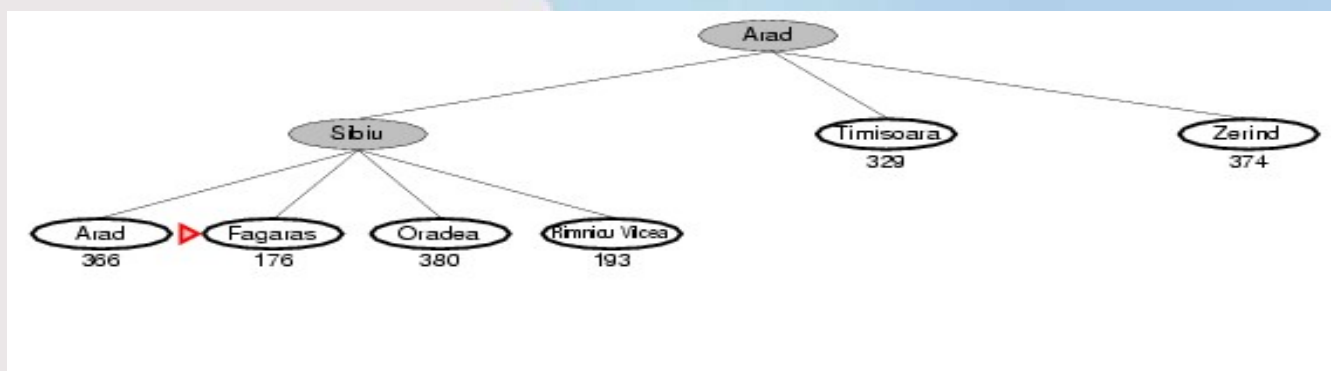 Arad
Sibiu
Timisoara
Zerind
329
374
Arad
Fagaras
Oradea
Rimnicu Vilcea
366
176
380
193